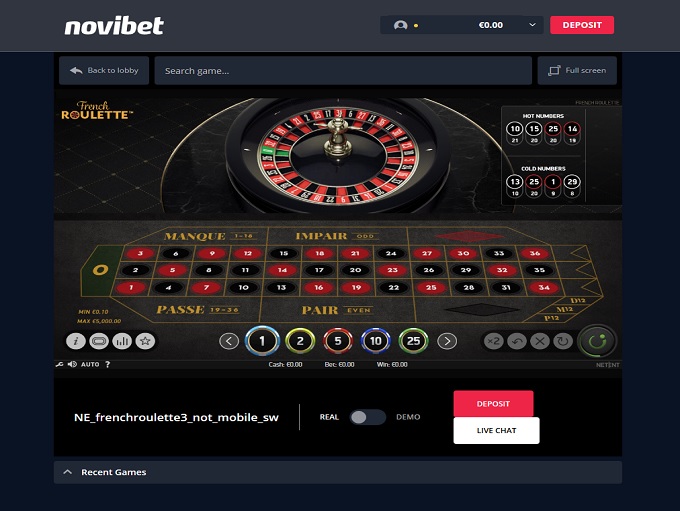 novibet
€0.00
DEPOSIT
Back to lobby
Search game...
Full screen
French
ROULETTE™
FRENCH ROULETTE
HOT NUMBERS
10 15 25 14
21 20 20 19
COLD NUMBERS
13 25 1 29
10 20 9 8
MANQUE 1-18 IMPAIR ODD
3 6 9 12 15 18 21 24 27 30 33 36
0
2 5 8 11 14 17 20 23 26 29 32 35
1 4 7 10 13 16 19 22 25 28 31 34
PASSE 19-36 PAIR EVEN
D12
M12
P12
MIN €0.10
MAX €5,000.00
1 2 5 10 25
×2
AUTO ?
Cash: €0.00 Bet: €0.00 Win: €0.00
NETENT
NE_frenchroulette3_not_mobile_sw
REAL DEMO
DEPOSIT
LIVE CHAT
Recent Games